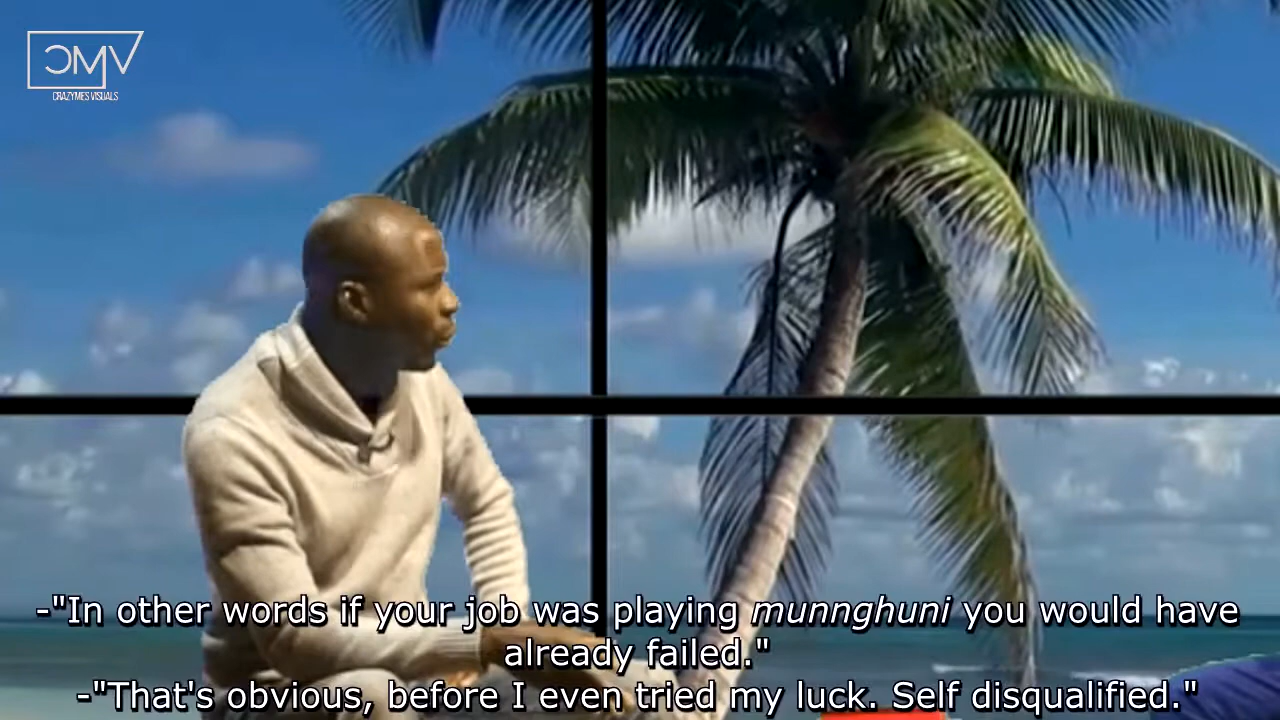 CMV
CRAZYMES VISUALS
-"In other words if your job was playing munnghuni you would have
already failed."
-"That's obvious, before I even tried my luck. Self disqualified."